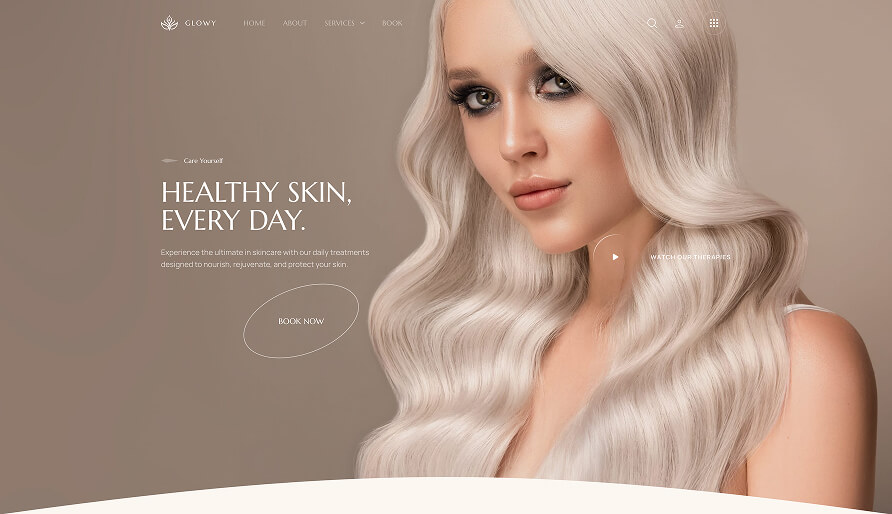 GLOWY
HOME ABOUT SERVICES BOOK
Care Yourself
HEALTHY SKIN,
EVERY DAY.
Experience the ultimate in skincare with our daily treatments
designed to nourish, rejuvenate, and protect your skin.
WATCH OUR THERAPIES
BOOK NOW